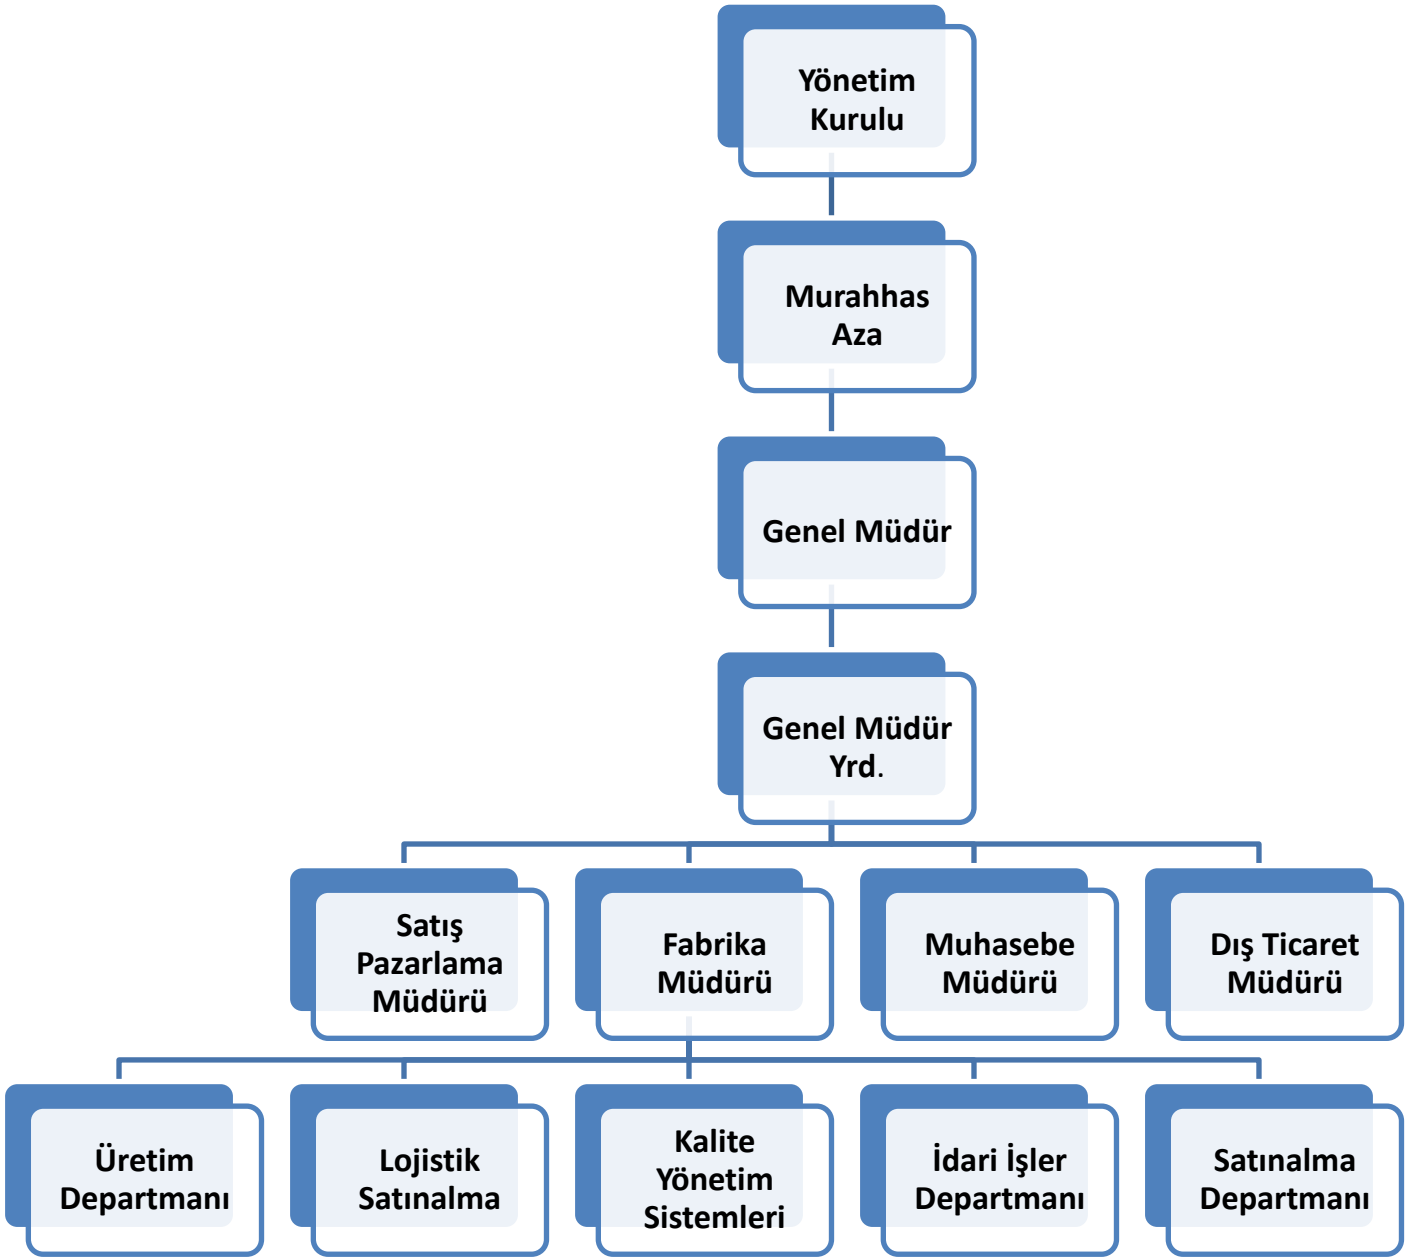 Yönetim
Kurulu
Murahhas
Aza
Genel Müdür
Genel Müdür
Yrd.
Satış
Pazarlama
Müdürü
Fabrika
Müdürü
Muhasebe
Müdürü
Dış Ticaret
Müdürü
Üretim
Departmanı
Lojistik
Satınalma
Kalite
Yönetim
Sistemleri
İdari İşler
Departmanı
Satınalma
Departmanı